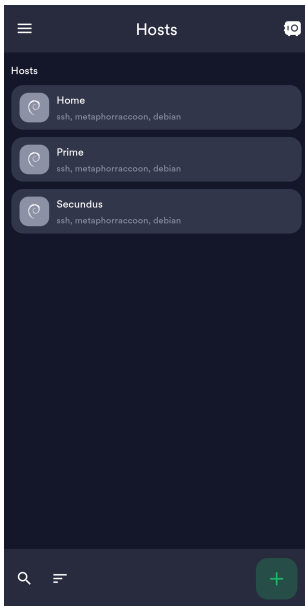 Hosts
Hosts
Home
ssh, metaphorraccoon, debian
Prime
ssh, metaphorraccoon, debian
Secundus
ssh, metaphorraccoon, debian